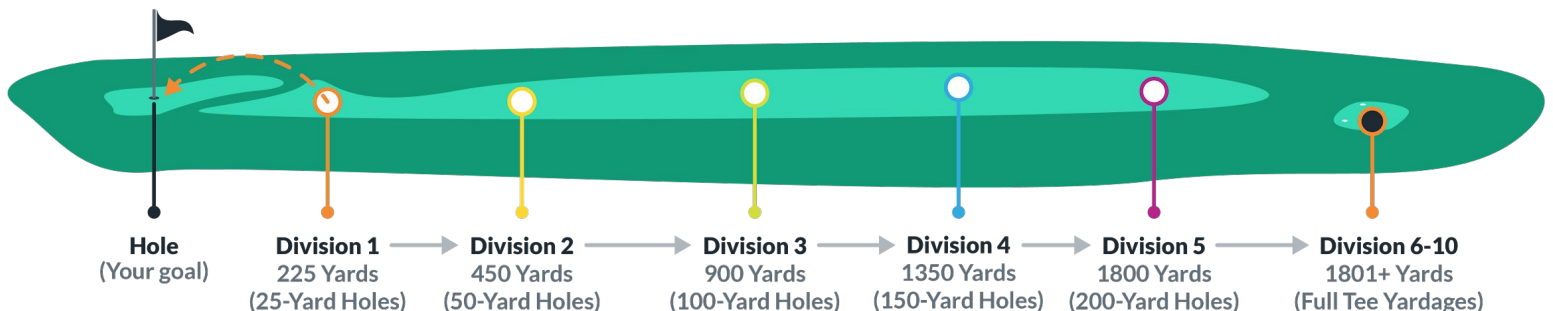 Hole
(Your goal)
Division 1
225 Yards
(25-Yard Holes)
Division 2
450 Yards
(50-Yard Holes)
Division 3
900 Yards
(100-Yard Holes)
Division 4
1350 Yards
(150-Yard Holes)
Division 5
1800 Yards
(200-Yard Holes)
Division 6-10
1801+ Yards
(Full Tee Yardages)